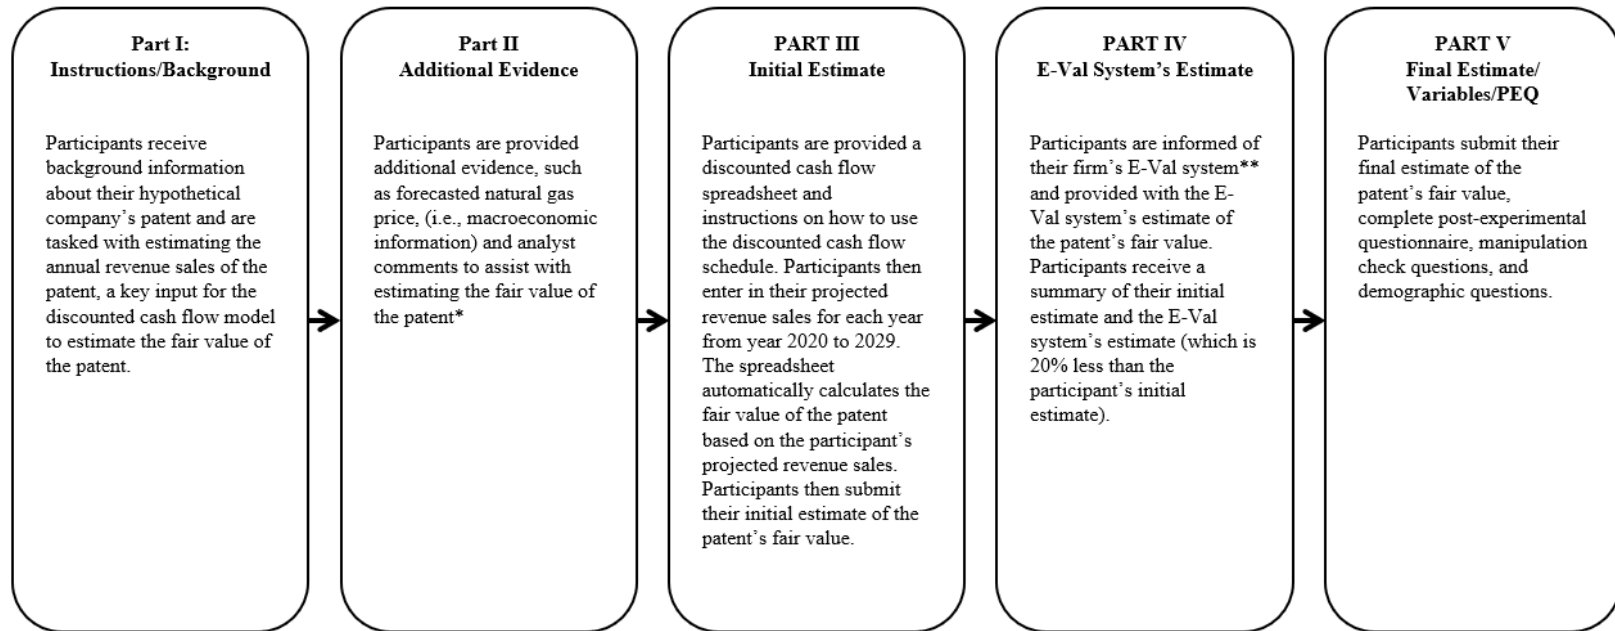 Part I:
Instructions/Background
Participants receive
background information
about their hypothetical
company's patent and are
tasked with estimating the
annual revenue sales of the
patent, a key input for the
discounted cash flow model
to estimate the fair value of
the patent.
Part II
Additional Evidence
Participants are provided
additional evidence, such
as forecasted natural gas
price, (i.e., macroeconomic
information) and analyst
comments to assist with
estimating the fair value of
the patent*
PART III
Initial Estimate
Participants are provided a
discounted cash flow
spreadsheet and
instructions on how to use
the discounted cash flow
schedule. Participants then
enter in their projected
revenue sales for each year
from year 2020 to 2029.
The spreadsheet
automatically calculates the
fair value of the patent
based on the participant's
projected revenue sales.
Participants then submit
their initial estimate of the
patent's fair value.
PART IV
E-Val System's Estimate
Participants are informed of
their firm's E-Val system**
and provided with the E-
Val system's estimate of
the patent's fair value.
Participants receive a
summary of their initial
estimate and the E-Val
system's estimate (which is
20% less than the
participant's initial
estimate).
PART V
Final Estimate/
Variables/PEQ
Participants submit their
final estimate of the
patent's fair value,
complete post-experimental
questionnaire, manipulation
check questions, and
demographic questions.